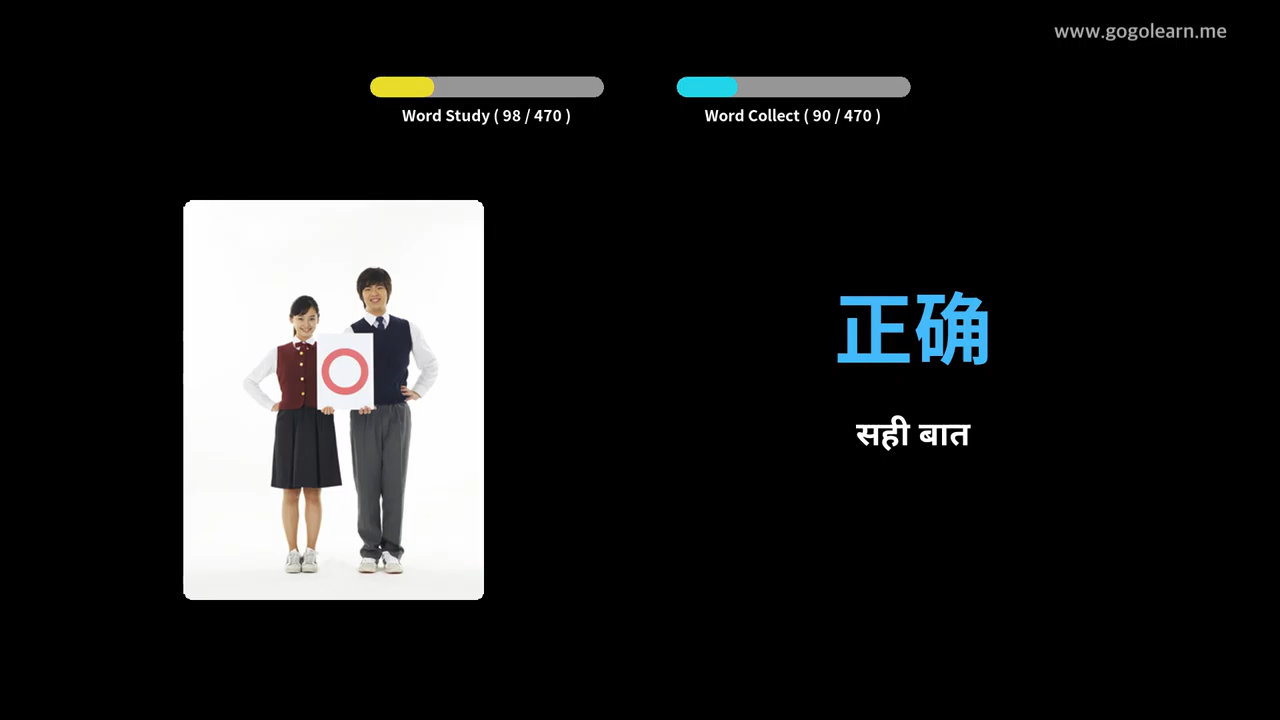 www.gogolearn.me
Word Study ( 98 / 470 )
Word Collect ( 90 / 470 )
正确
सही बात